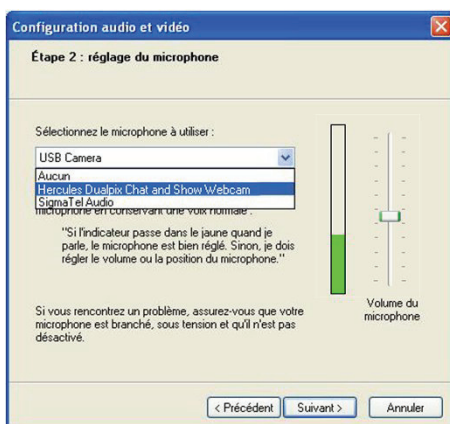 Configuration audio et vidéo
Étape 2 : réglage du microphone
Sélectionnez le microphone à utiliser :
USB Camera
Aucun
Hercules Dualpix Chat and Show Webcam
SigmaTel Audio
microphone en conservant une voix normale :
"Si l'indicateur passe dans le jaune quand je
parle, le microphone est bien réglé. Sinon, je dois
régler le volume ou la position du microphone."
Si vous rencontrez un problème, assurez-vous que votre
microphone est branché, sous tension et qu'il n'est pas
désactivé.
Volume du
microphone
< Précédent Suivant > Annuler